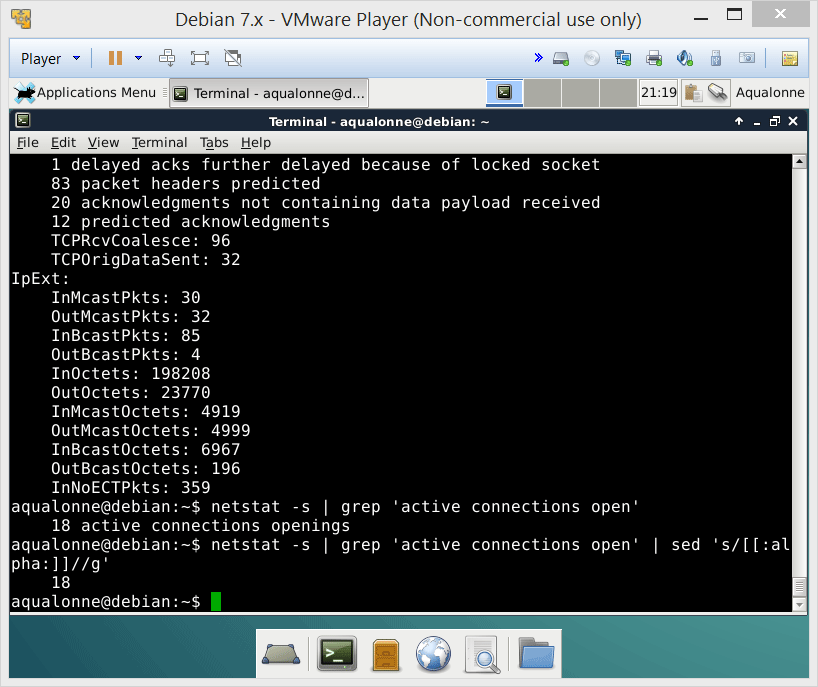 Debian 7.x - VMware Player (Non-commercial use only)
Player
Applications Menu
Terminal - aqualonne@d...
21:19
Aqualonne
Terminal - aqualonne@debian: ~
File Edit View Terminal Tabs Help
1 delayed acks further delayed because of locked socket
83 packet headers predicted
20 acknowledgments not containing data payload received
12 predicted acknowledgments
TCPRcvCoalesce: 96
TCPOrigDataSent: 32
IpExt:
InMcastPkts: 30
OutMcastPkts: 32
InBcastPkts: 85
OutBcastPkts: 4
InOctets: 198208
OutOctets: 23770
InMcastOctets: 4919
OutMcastOctets: 4999
InBcastOctets: 6967
OutBcastOctets: 196
InNoECTPkts: 359
aqualonne@debian:~$ netstat -s | grep 'active connections open'
18 active connections openings
aqualonne@debian:~$ netstat -s | grep 'active connections open' | sed 's/[[:al
pha:]]//g'
18
aqualonne@debian:~$